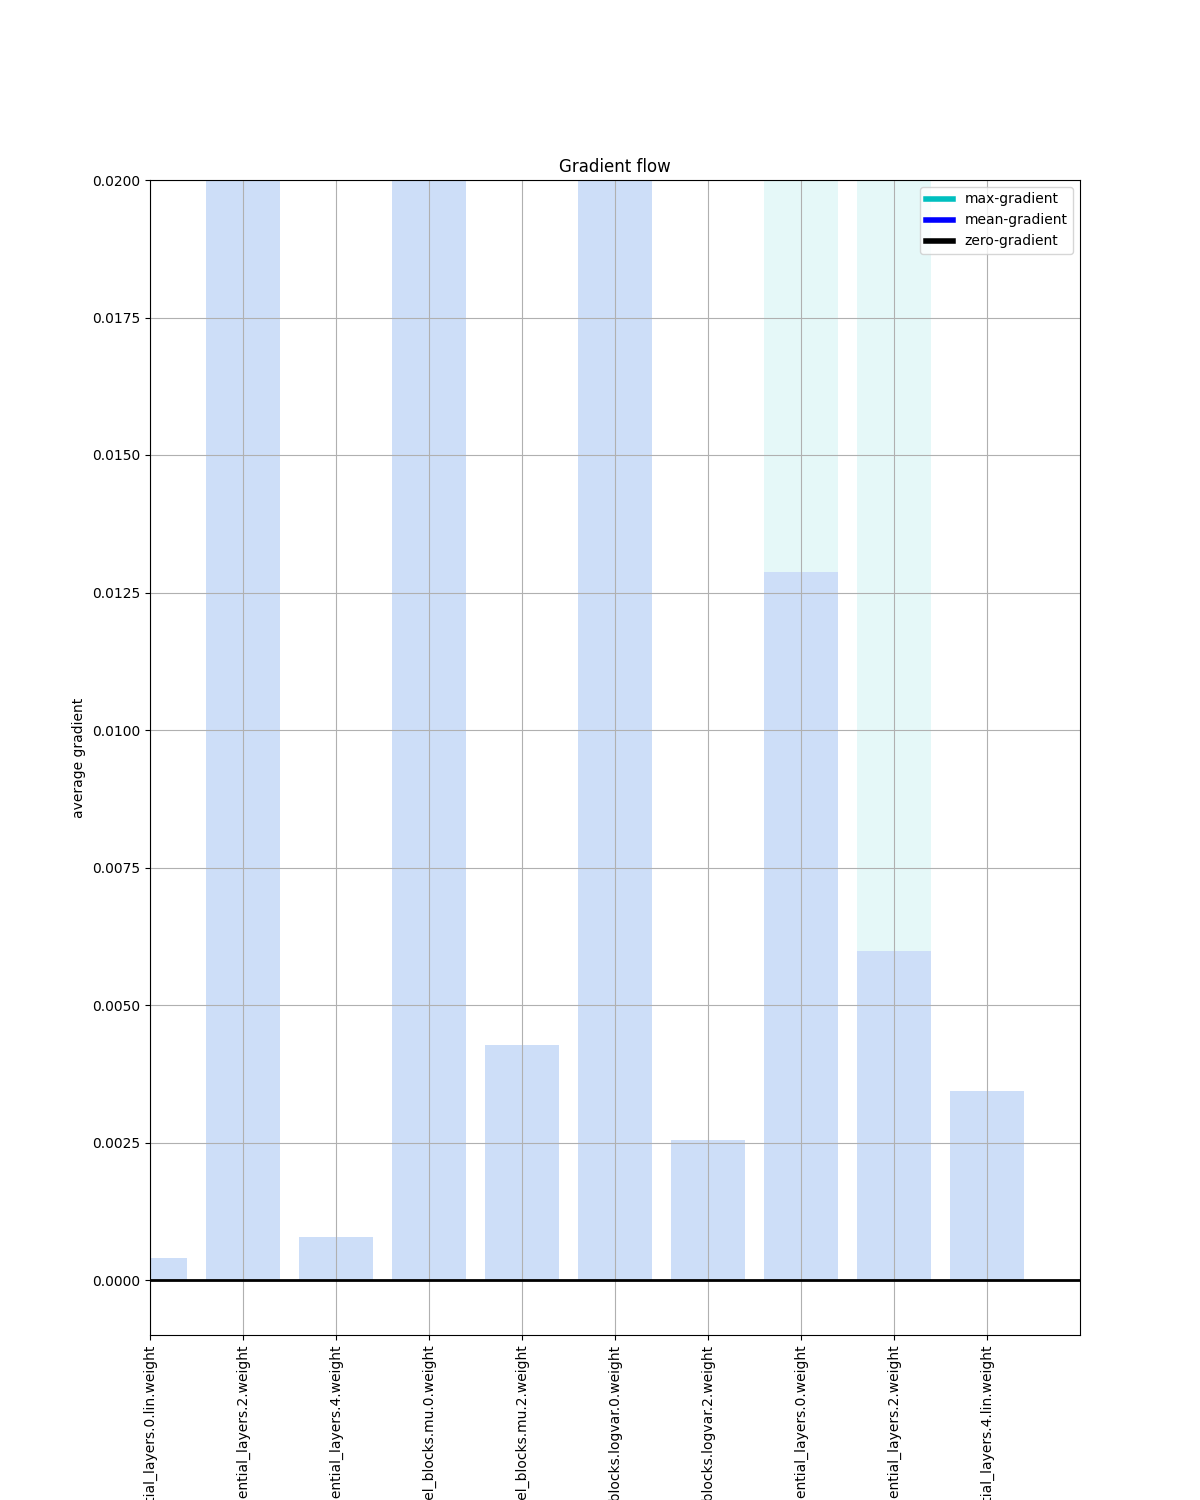 Gradient flow
max-gradient
mean-gradient
zero-gradient
average gradient
0.0200
0.0175
0.0150
0.0125
0.0100
0.0075
0.0050
0.0025
0.0000
tial_layers.0.lin.weight
ential_layers.2.weight
ential_layers.4.weight
el_blocks.mu.0.weight
el_blocks.mu.2.weight
blocks.logvar.0.weight
blocks.logvar.2.weight
ential_layers.0.weight
ential_layers.2.weight
tial_layers.4.lin.weight